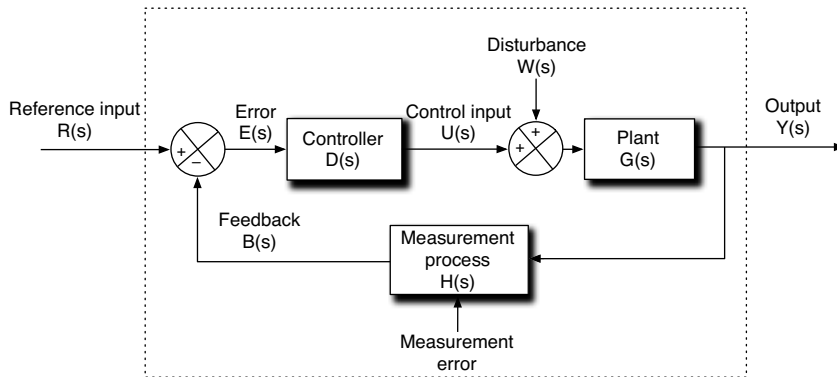 Disturbance
W(s)
Reference input
R(s)
Error
E(s)
Controller
D(s)
Control input
U(s)
Plant
G(s)
Output
Y(s)
+
−
+
+
Feedback
B(s)
Measurement
process
H(s)
Measurement
error